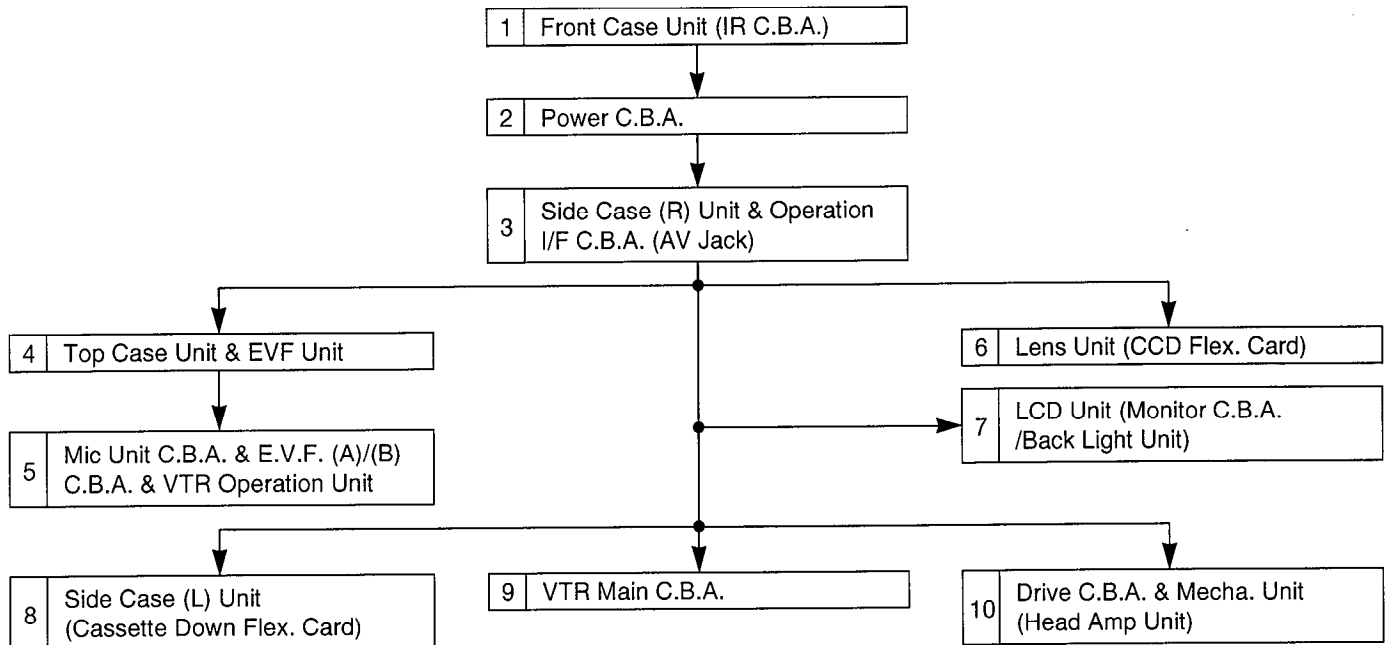 1 Front Case Unit (IR C.B.A.)
2 Power C.B.A.
3 Side Case (R) Unit & Operation
I/F C.B.A. (AV Jack)
4 Top Case Unit & EVF Unit
6 Lens Unit (CCD Flex. Card)
7 LCD Unit (Monitor C.B.A.
/Back Light Unit)
5 Mic Unit C.B.A. & E.V.F. (A)/(B)
C.B.A. & VTR Operation Unit
8 Side Case (L) Unit
(Cassette Down Flex. Card)
9 VTR Main C.B.A.
10 Drive C.B.A. & Mecha. Unit
(Head Amp Unit)